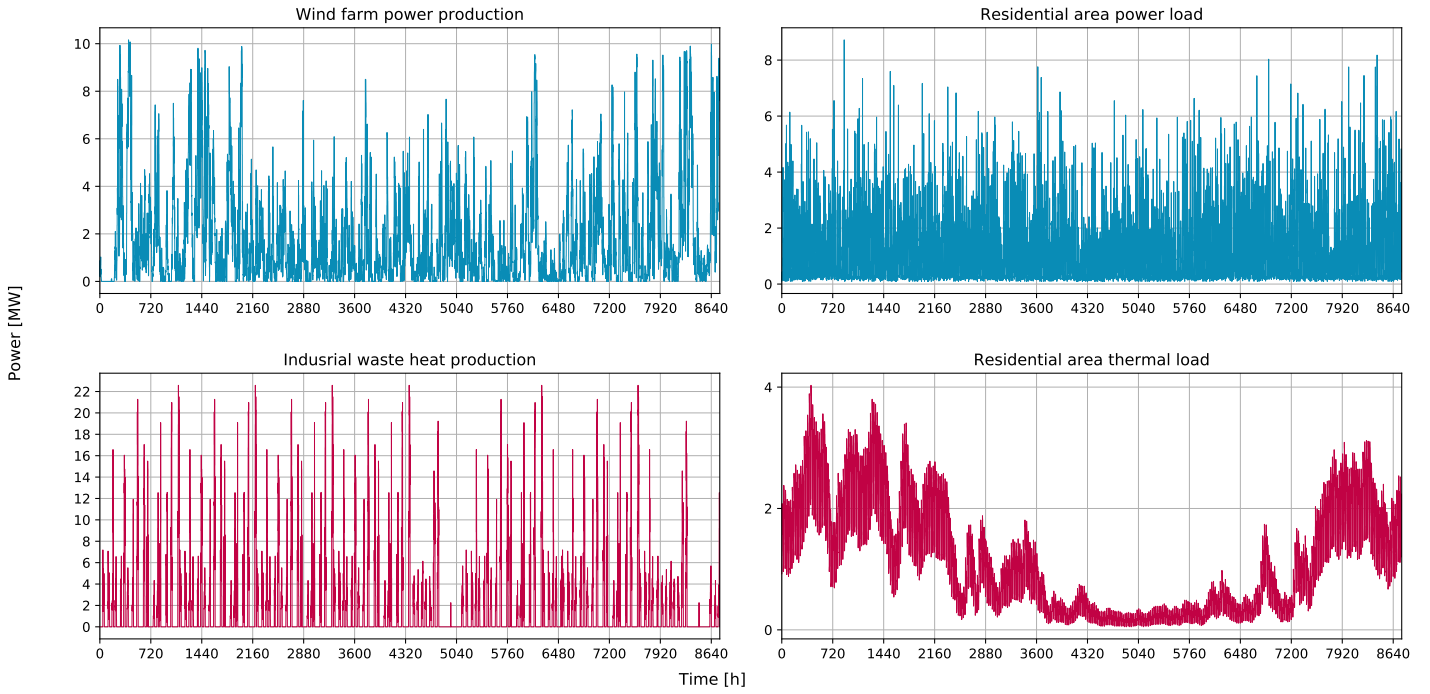 Wind farm power production
10
8
6
4
2
0
0 720 1440 2160 2880 3600 4320 5040 5760 6480 7200 7920 8640
Residential area power load
8
6
4
2
0
0 720 1440 2160 2880 3600 4320 5040 5760 6480 7200 7920 8640
Power [MW]
Indusrial waste heat production
22
20
18
16
14
12
10
8
6
4
2
0
0 720 1440 2160 2880 3600 4320 5040 5760 6480 7200 7920 8640
Residential area thermal load
4
2
0
0 720 1440 2160 2880 3600 4320 5040 5760 6480 7200 7920 8640
Time [h]